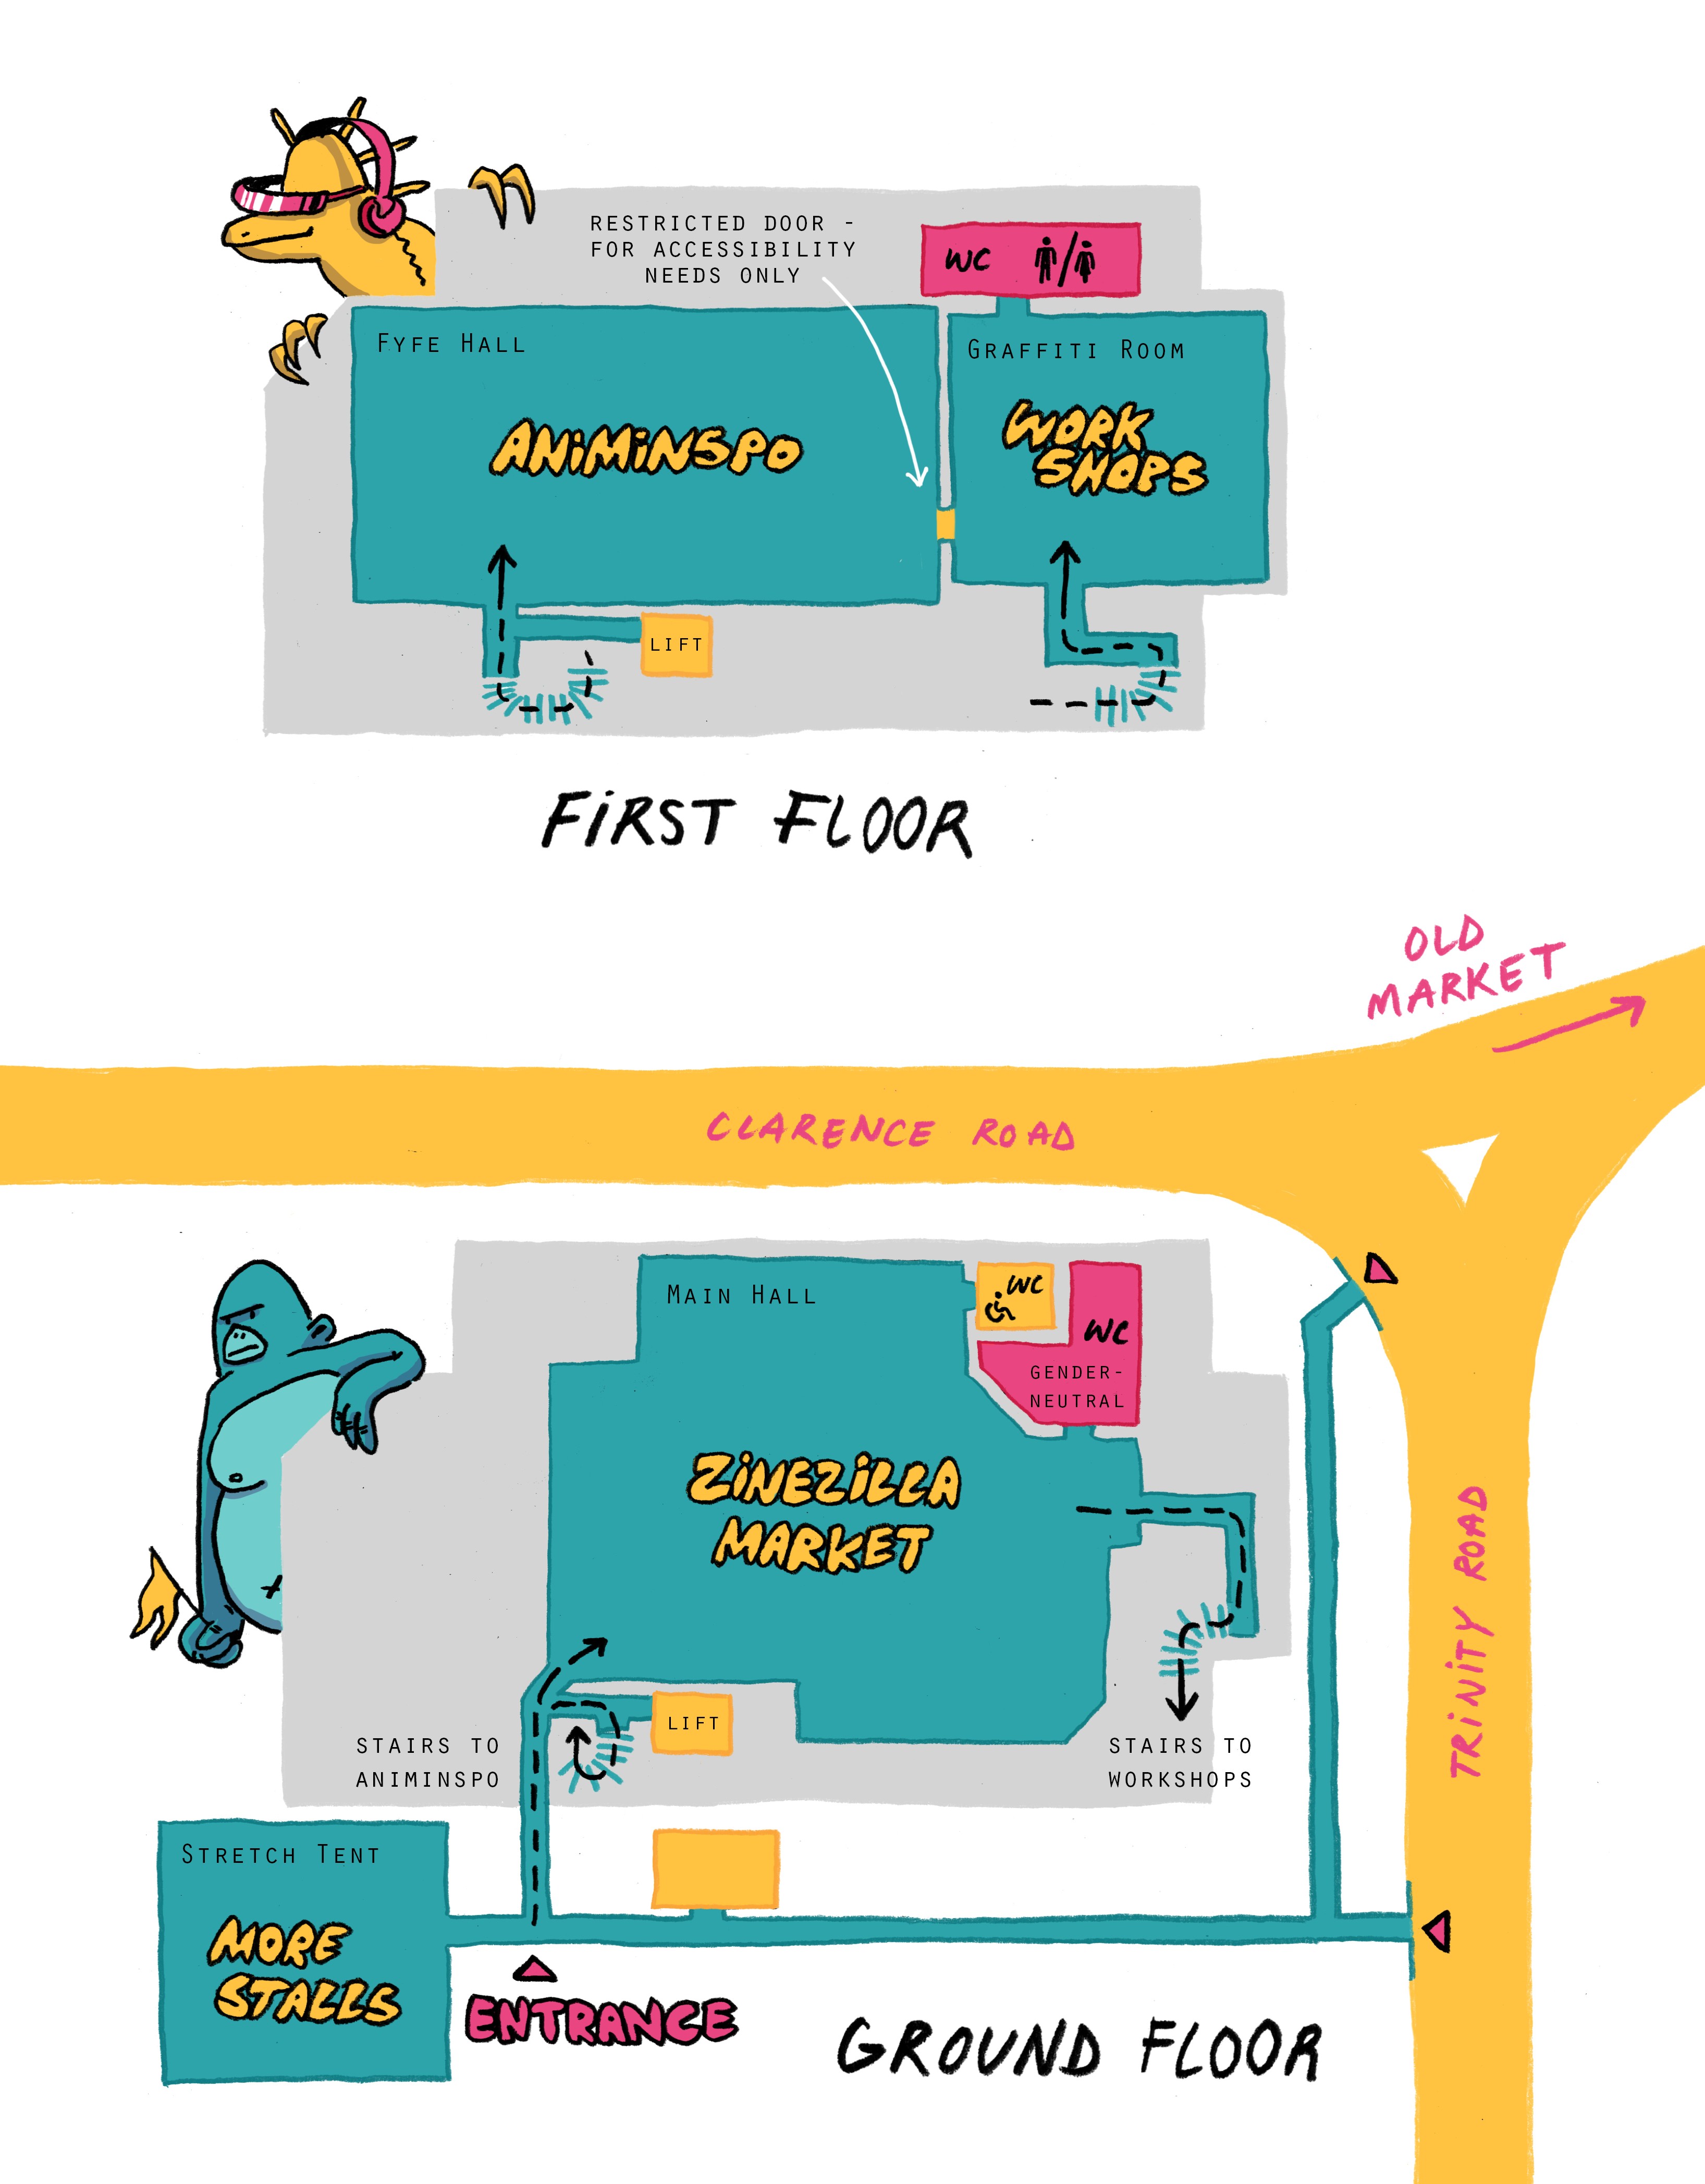 RESTRICTED DOOR -
FOR ACCESSIBILITY
NEEDS ONLY
WC
FYFE HALL
GRAFFITI ROOM
ANiMiNSPO
WORK
SHOPS
LIFT
FiRST FLOOR
OLD
MARKET
CLARENCE ROAD
MAIN HALL
WC
WC
GENDER-
NEUTRAL
ZiNEZiLLA
MARKET
TRiNiTY ROAD
LIFT
STAIRS TO
ANIMINSPO
STAIRS TO
WORKSHOPS
STRETCH TENT
MORE
STALLS
ENTRANCE
GROUND FLOOR